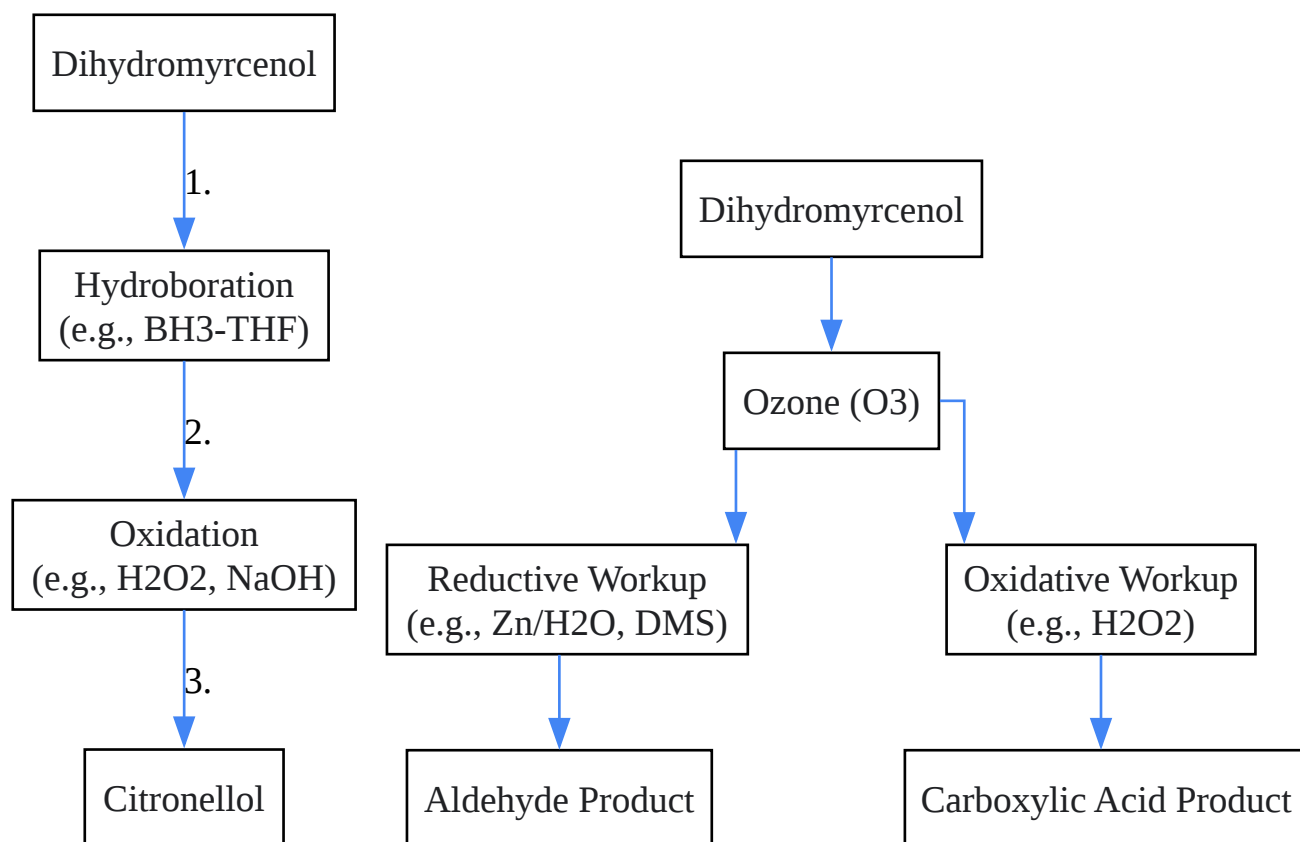 Dihydromyrcenol
1.
Hydroboration
(e.g., BH3-THF)
2.
Oxidation
(e.g., H2O2, NaOH)
3.
Citronellol
Dihydromyrcenol
Ozone (O3)
Reductive Workup
(e.g., Zn/H2O, DMS)
Aldehyde Product
Oxidative Workup
(e.g., H2O2)
Carboxylic Acid Product